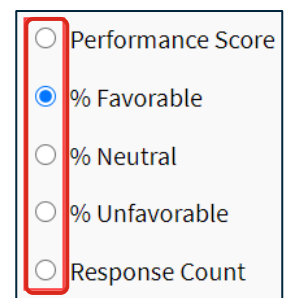 Performance Score
% Favorable
% Neutral
% Unfavorable
Response Count